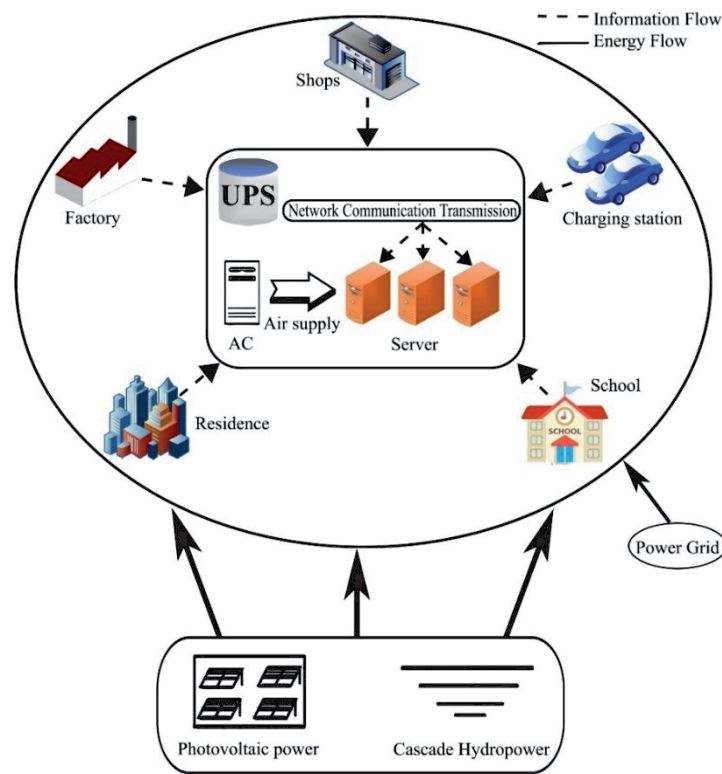 Information Flow
Energy Flow
Shops
Factory
Charging station
UPS
Network Communication Transmission
Air supply
AC
Server
Residence
School
SCHOOL
Power Grid
Photovoltaic power
Cascade Hydropower